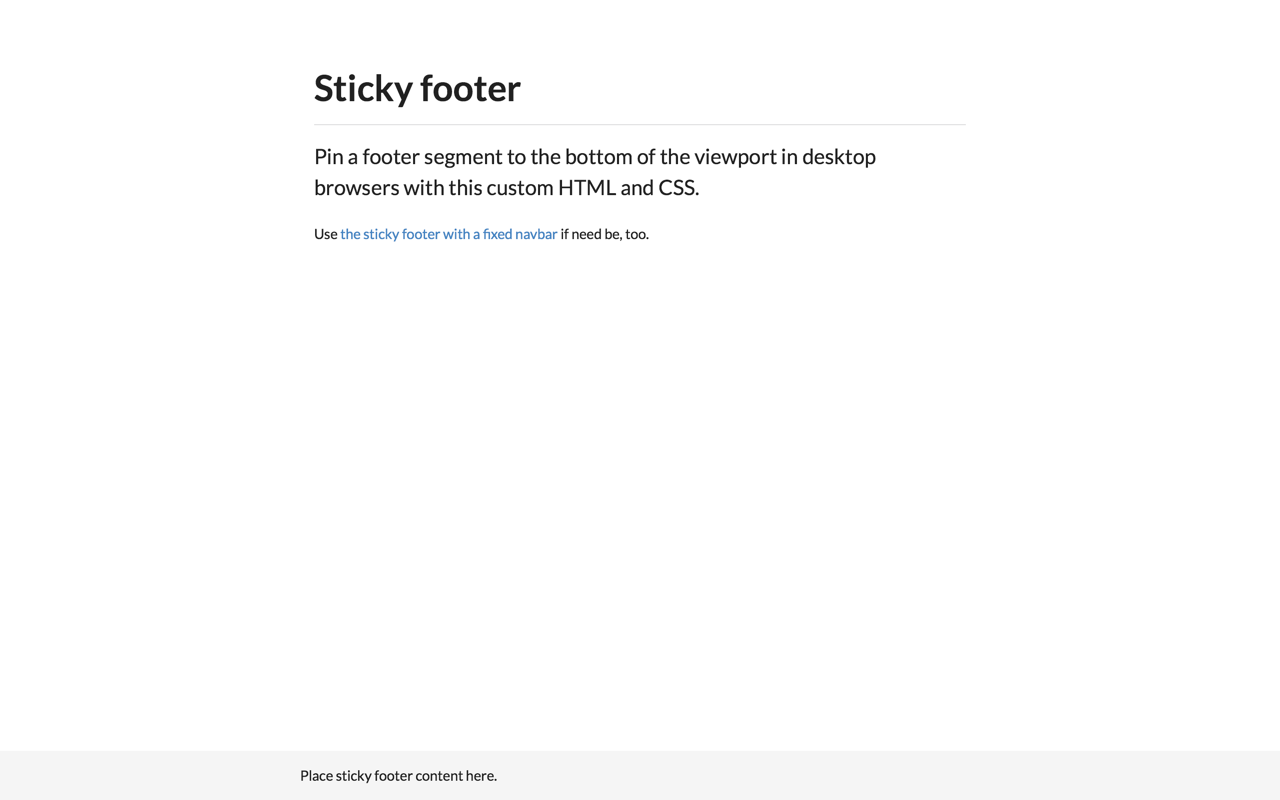 Sticky footer
Pin a footer segment to the bottom of the viewport in desktop
browsers with this custom HTML and CSS.
Use the sticky footer with a fixed navbar if need be, too.
Place sticky footer content here.